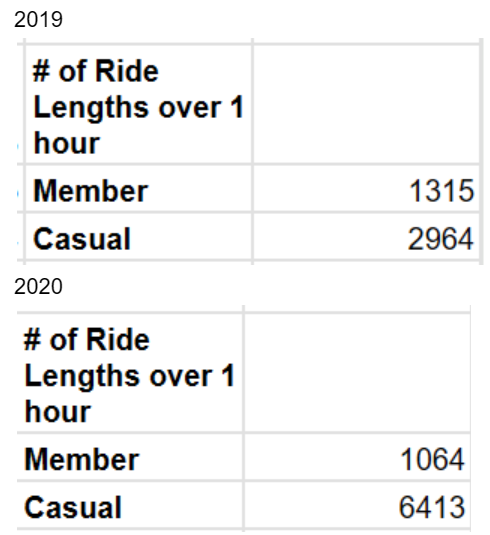 2019
# of Ride
Lengths over 1
hour
Member 1315
Casual 2964
2020
# of Ride
Lengths over 1
hour
Member 1064
Casual 6413